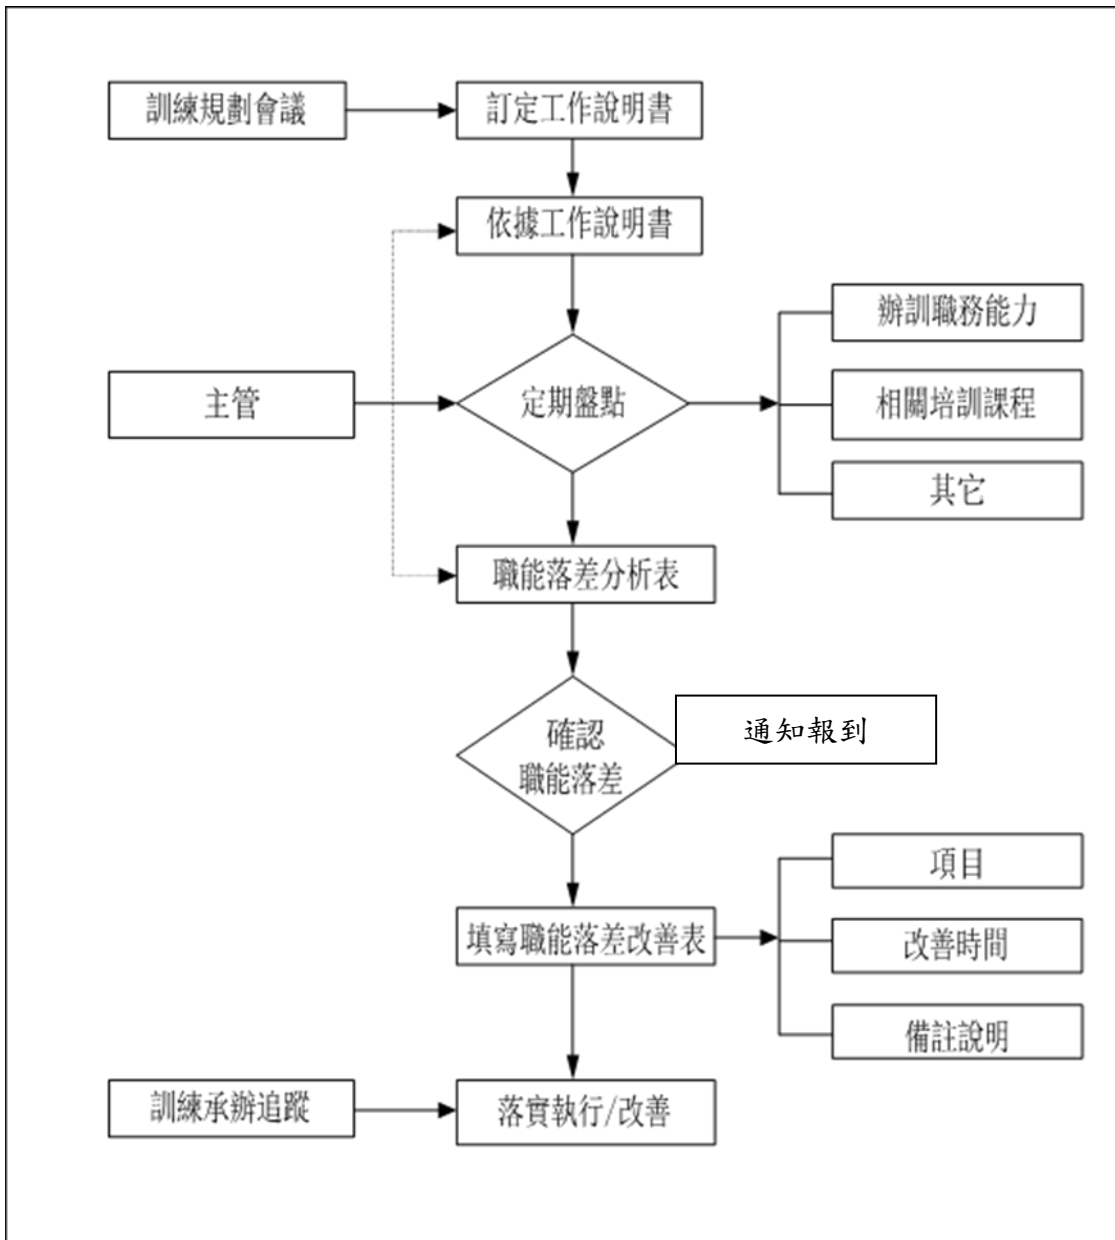 訓練規劃會議
訂定工作說明書
依據工作說明書
辦訓職務能力
主管
定期盤點
相關培訓課程
其它
職能落差分析表
確認
職能落差
通知報到
項目
填寫職能落差改善表
改善時間
備註說明
訓練承辦追蹤
落實執行/改善